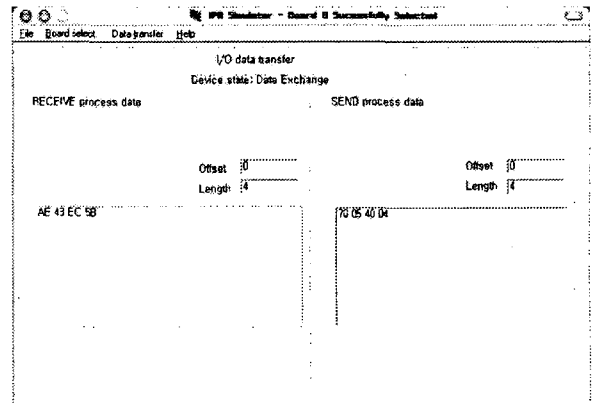 IPR Simulator - Board 0 Successfully Selected
File Board select Data transfer Help
I/O data transfer
Device state: Data Exchange
RECEIVE process data
SEND process data
Offset 0
Length 4
Offset 0
Length 4
AE 43 EC 5B
70 05 40 04